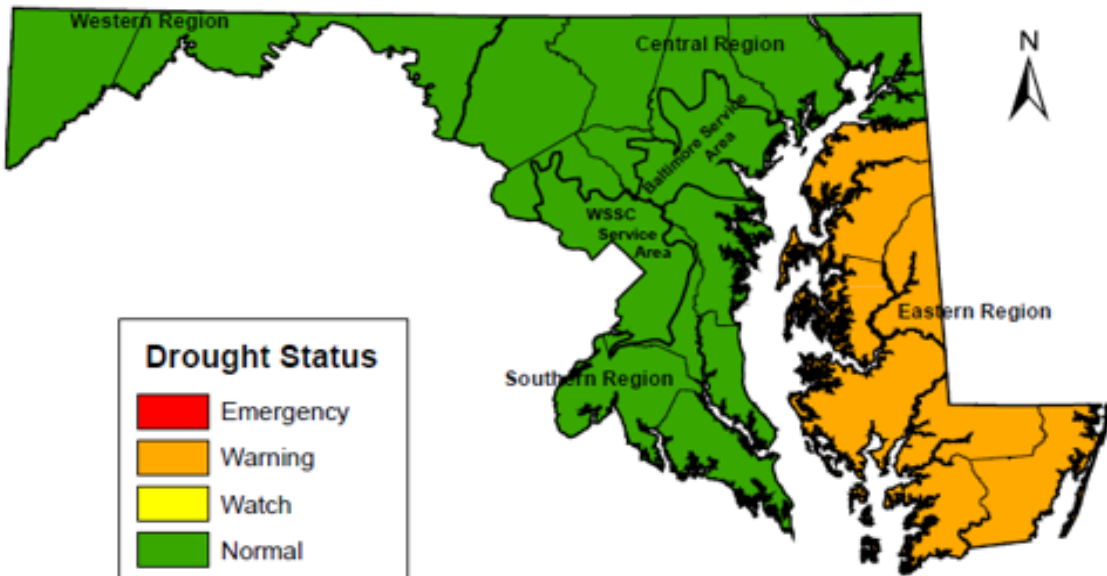 Western Region
Central Region
N
Baltimore Service
Area
WSSC
Service
Area
Eastern Region
Southern Region
Drought Status
Emergency
Warning
Watch
Normal